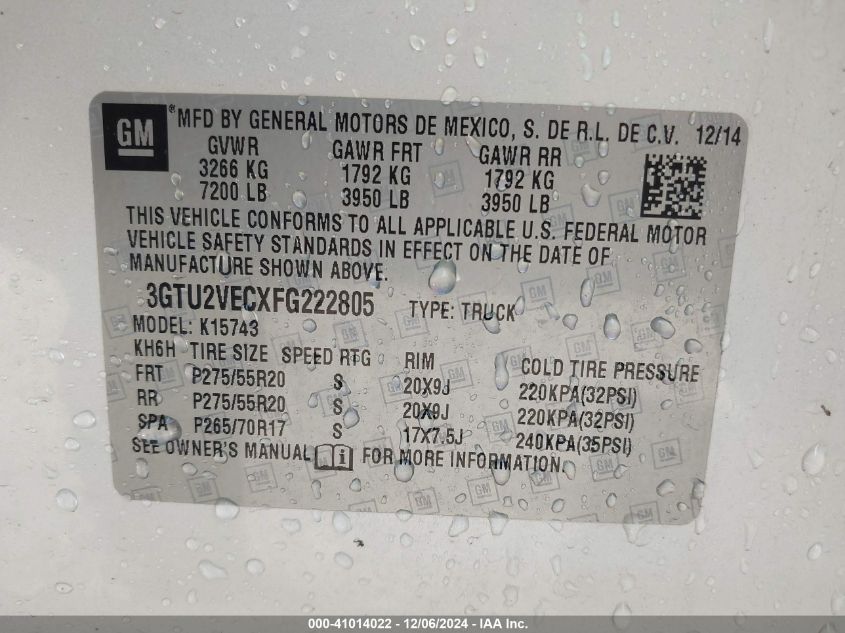 GM
®MFD BY GENERAL MOTORS DE MEXICO, S. DE R.L. DE C.V. 12/14
GVWR GAWR FRT GAWR RR
3266 KG 1792 KG 1792 KG
7200 LB 3950 LB 3950 LB
THIS VEHICLE CONFORMS TO ALL APPLICABLE U.S. FEDERAL MOTOR
VEHICLE SAFETY STANDARDS IN EFFECT ON THE DATE OF
MANUFACTURE SHOWN ABOVE.
3GTU2VECXFG222805 TYPE: TRUCK
MODEL: K15743
KH6H TIRE SIZE SPEED RTG RIM COLD TIRE PRESSURE
FRT P275/55R20 S 20X9J 220KPA(32PSI)
RR P275/55R20 S 20X9J 220KPA(32PSI)
SPA P265/70R17 S 17X7.5J 240KPA(35PSI)
SEE OWNER'S MANUAL FOR MORE INFORMATION.
000-41014022 - 12/06/2024 - IAA Inc.